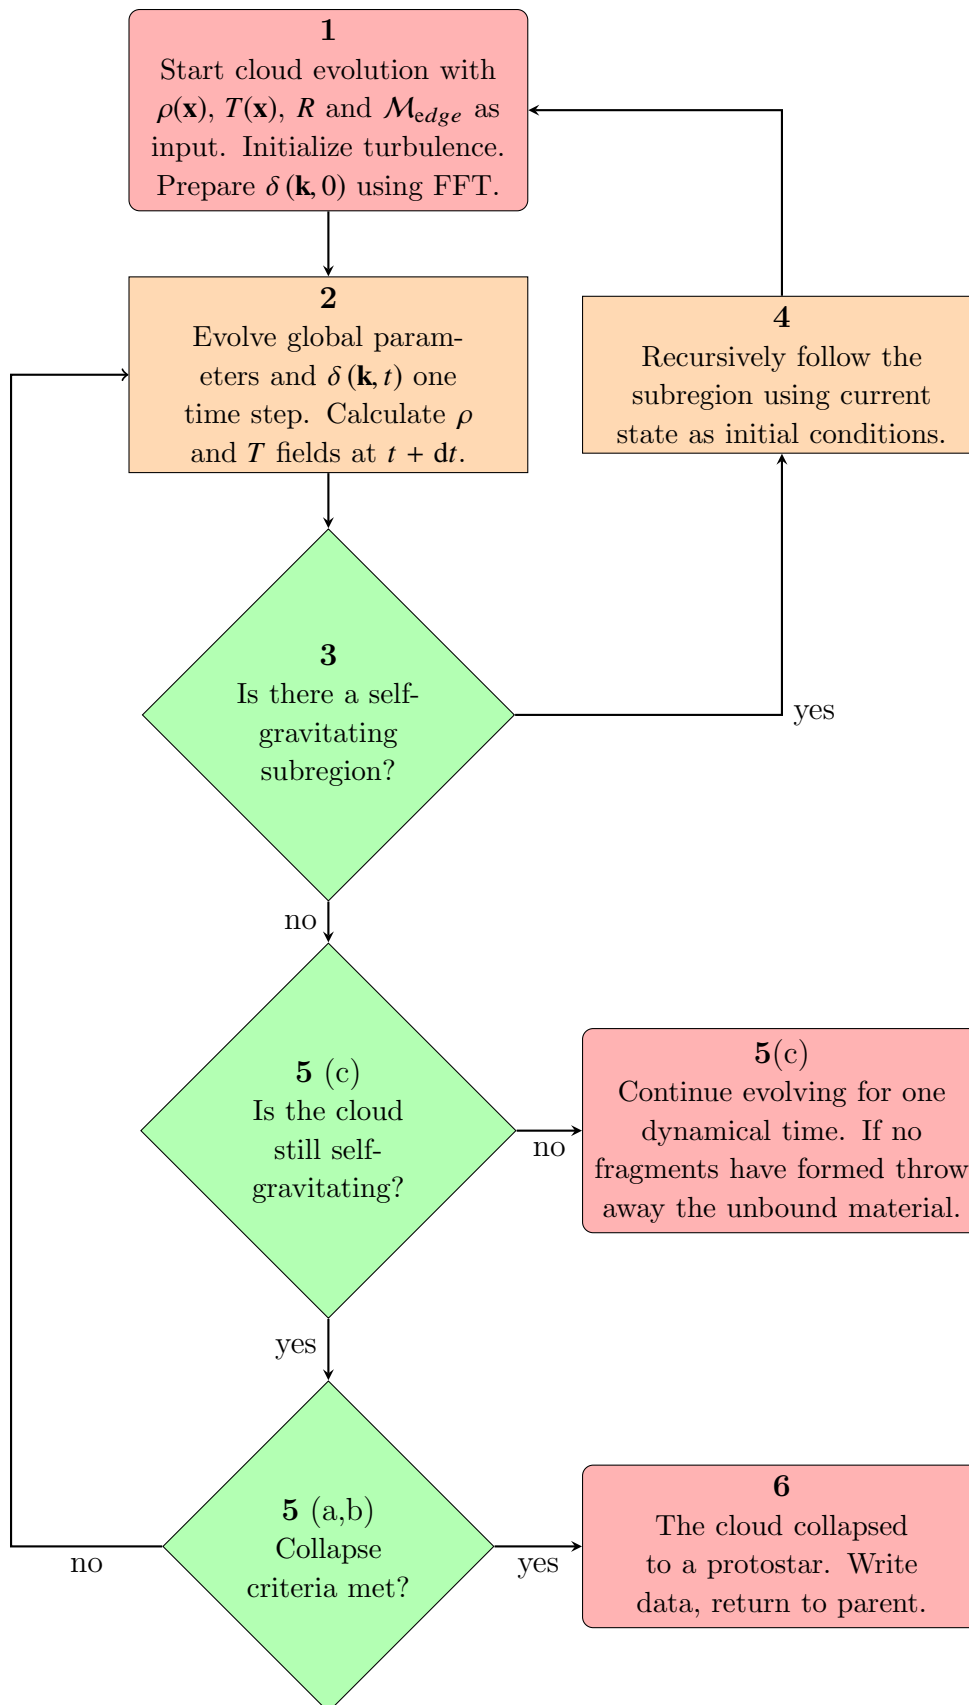 1
Start cloud evolution with
ρ(x), T(x), R and ℳedge as
input. Initialize turbulence.
Prepare δ(k, 0) using FFT.
2
Evolve global param-
eters and δ(k, t) one
time step. Calculate ρ
and T fields at t + dt.
4
Recursively follow the
subregion using current
state as initial conditions.
3
Is there a self-
gravitating
subregion?
yes
no
5 (c)
Is the cloud
still self-
gravitating?
no
5(c)
Continue evolving for one
dynamical time. If no
fragments have formed throw
away the unbound material.
yes
5 (a,b)
Collapse
criteria met?
no
yes
6
The cloud collapsed
to a protostar. Write
data, return to parent.